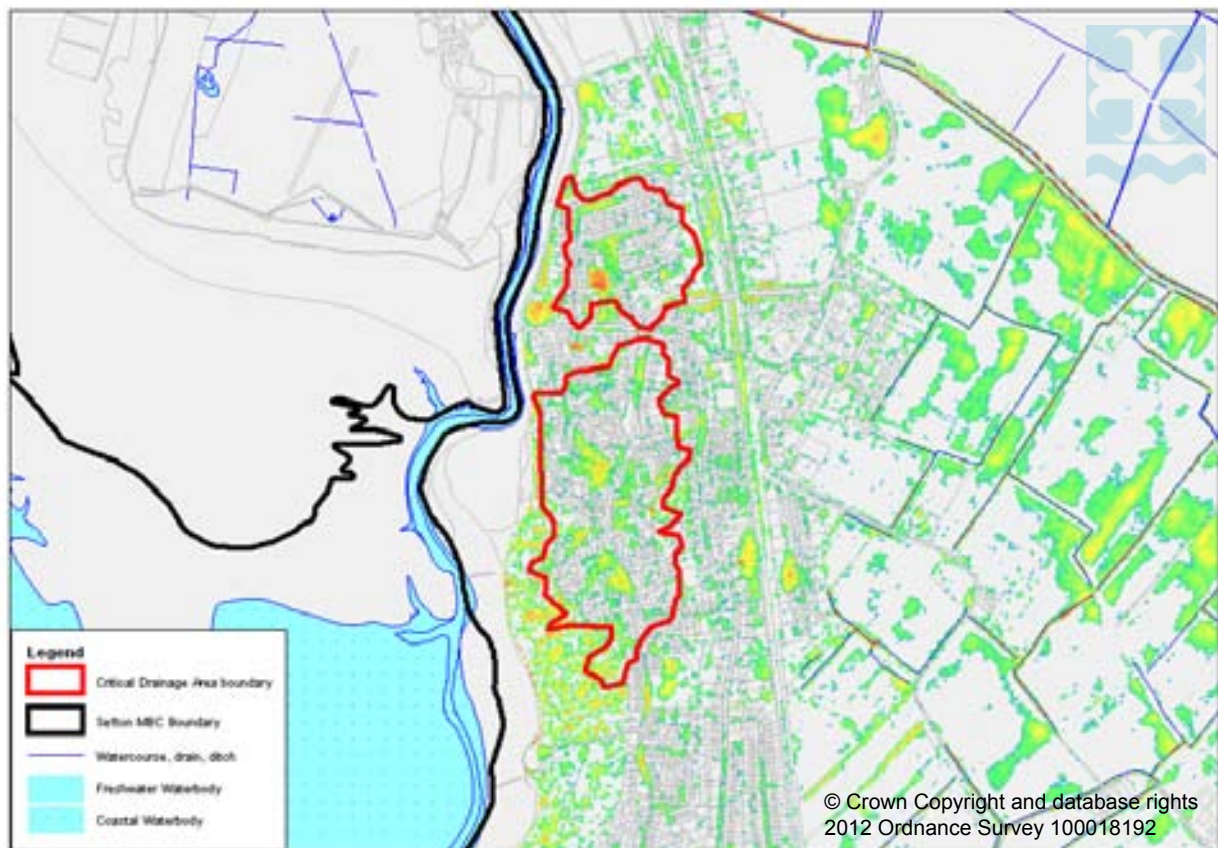 Legend
Critical Drainage Area boundary
Sefton MBC Boundary
Watercourse, drain, ditch
Freshwater Waterbody
Coastal Waterbody
© Crown Copyright and database rights
2012 Ordnance Survey 100018192